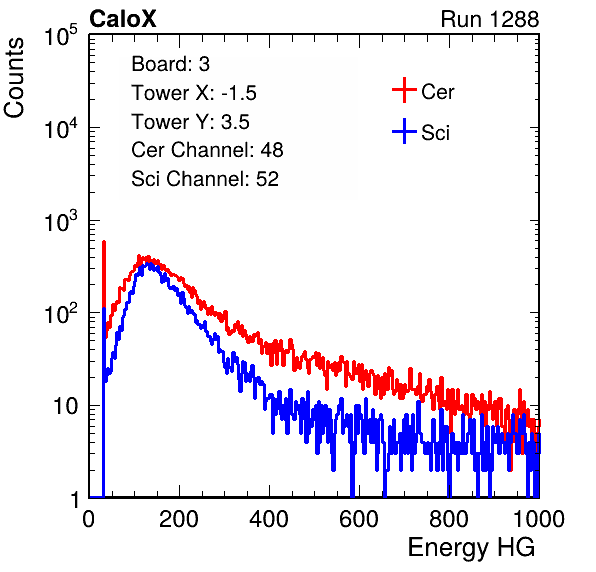 CaloX Run 1288
Counts
10^5
10^4
10^3
10^2
10
1
Board: 3
Tower X: -1.5
Tower Y: 3.5
Cer Channel: 48
Sci Channel: 52
Cer
Sci
0 200 400 600 800 1000
Energy HG